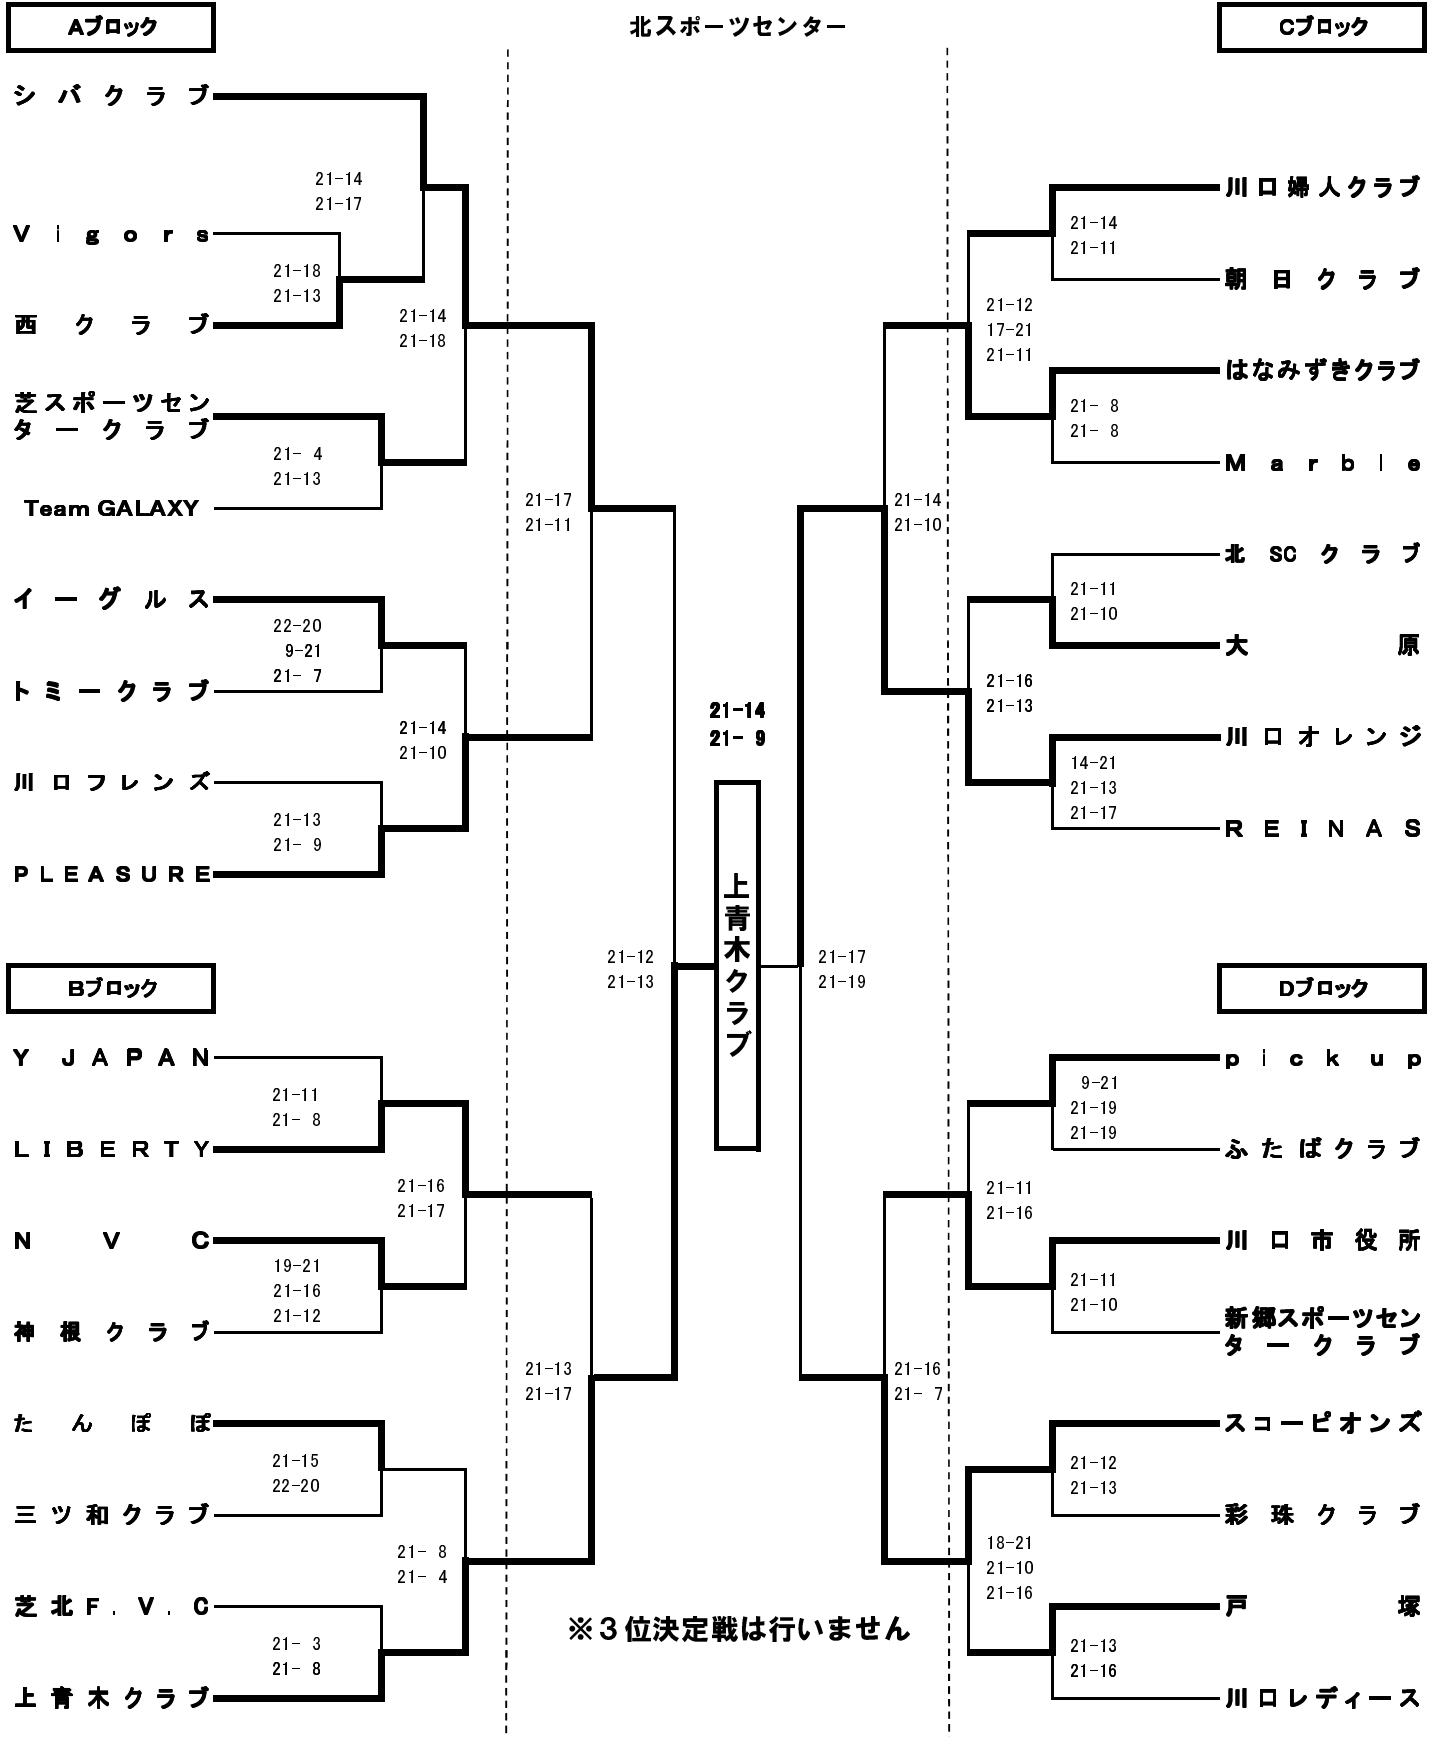 Aブロック
北スポーツセンター
Cブロック
シバクラブ
21-14
21-17
Vigors
21-18
21-13
西クラブ
21-14
21-18
芝スポーツセン
タークラブ
21- 4
21-13
Team GALAXY
21-17
21-11
イーグルス
22-20
9-21
21- 7
トミークラブ
21-14
21-10
川口フレンズ
21-13
21- 9
PLEASURE
川口婦人クラブ
21-14
21-11
朝日クラブ
21-12
17-21
21-11
はなみずきクラブ
21- 8
21- 8
Marble
21-14
21-10
北SCクラブ
21-11
21-10
大原
21-16
21-13
川口オレンジ
14-21
21-13
21-17
REINAS
21-14
21- 9
上青木クラブ
21-12
21-13
21-17
21-19
Bブロック
Y JAPAN
21-11
21- 8
LIBERTY
21-16
21-17
NVC
19-21
21-16
21-12
神根クラブ
21-13
21-17
たんぽぽ
21-15
22-20
三ツ和クラブ
21- 8
21- 4
芝北F.V.C
21- 3
21- 8
上青木クラブ
Dブロック
pick up
9-21
21-19
21-19
ふたばクラブ
21-11
21-16
川口市役所
21-11
21-10
新郷スポーツセン
タークラブ
21-16
21- 7
スコーピオンズ
21-12
21-13
彩珠クラブ
18-21
21-10
21-16
戸塚
21-13
21-16
川口レディース
※3位決定戦は行いません